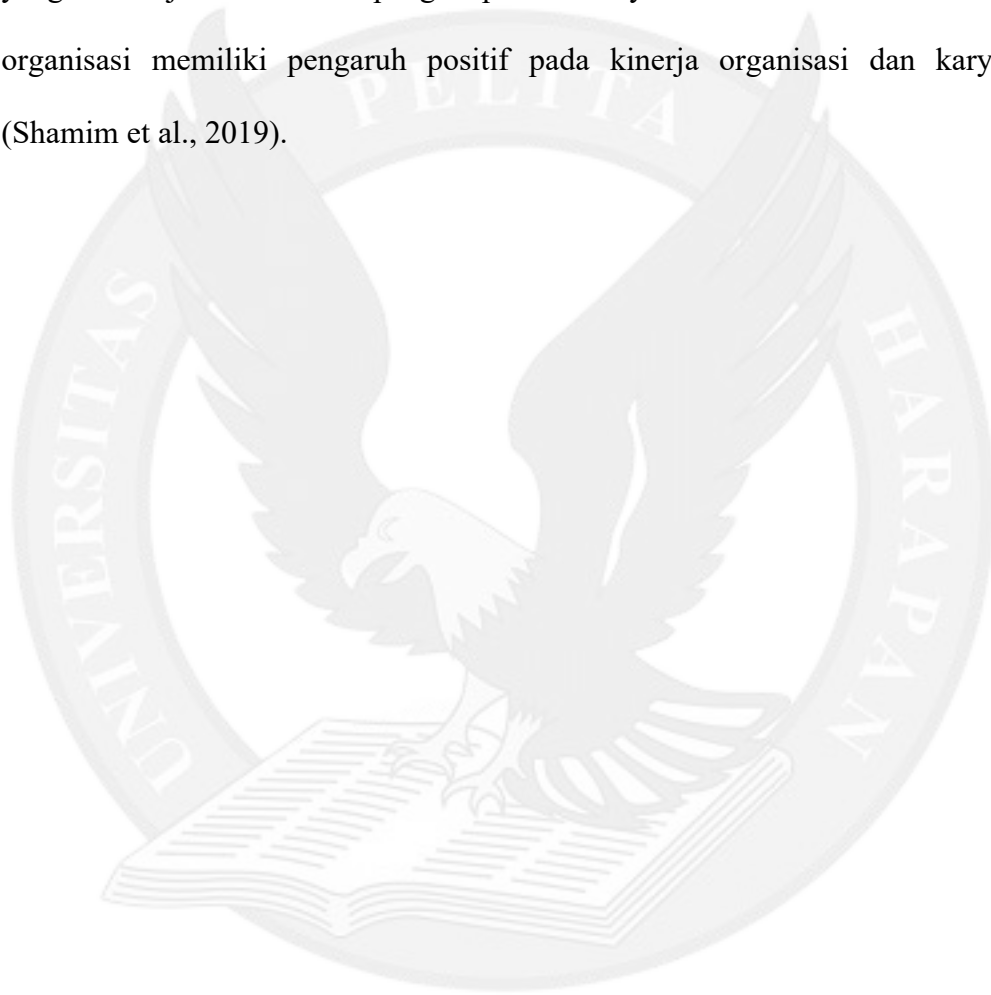 organisasi memiliki pengaruh positif pada kinerja organisasi dan kary
(Shamim et al., 2019).
UNIVERSITAS PELITA HARAPAN